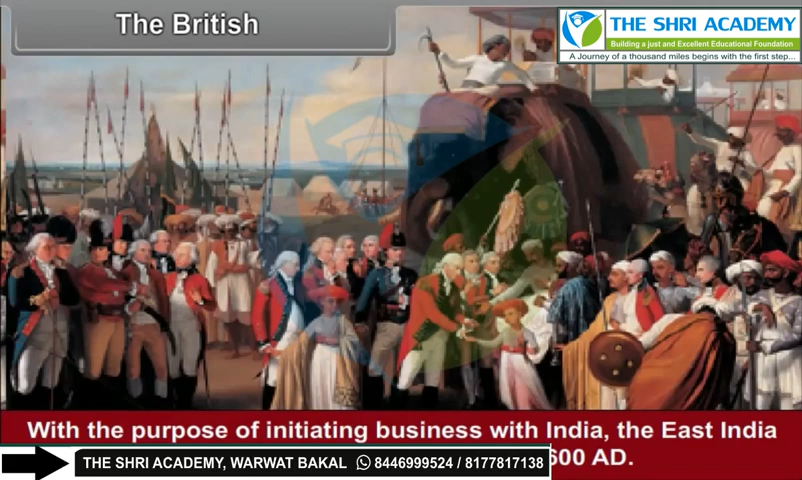 The British
THE SHRI ACADEMY
Building a just and Excellent Educational Foundation
A Journey of a thousand miles begins with the first step...
With the purpose of initiating business with India, the East India
600 AD.
THE SHRI ACADEMY, WARWAT BAKAL 8446999524 / 8177817138